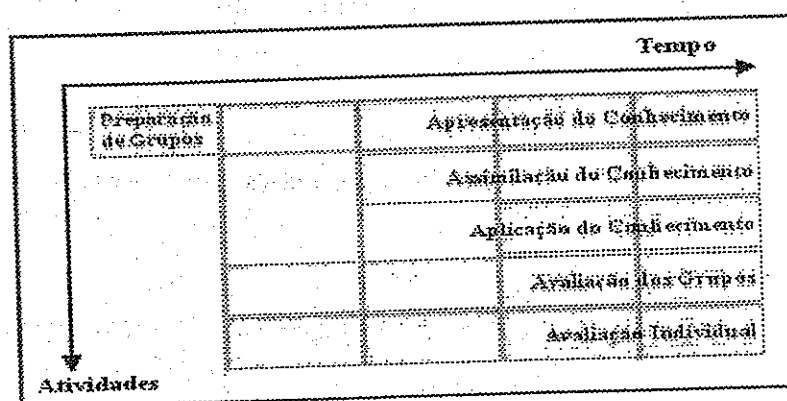 Tempo
Preparação
de Grupos
Apresentação do Conhecimento
Assimilação do Conhecimento
Aplicação do Conhecimento
Avaliação dos Grupos
Avaliação Individual
Atividades